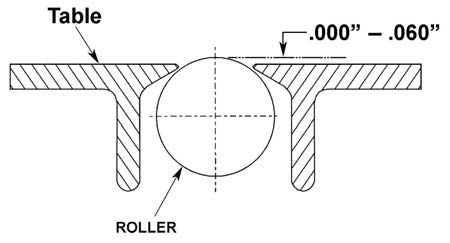 Table
.000” – .060”
ROLLER